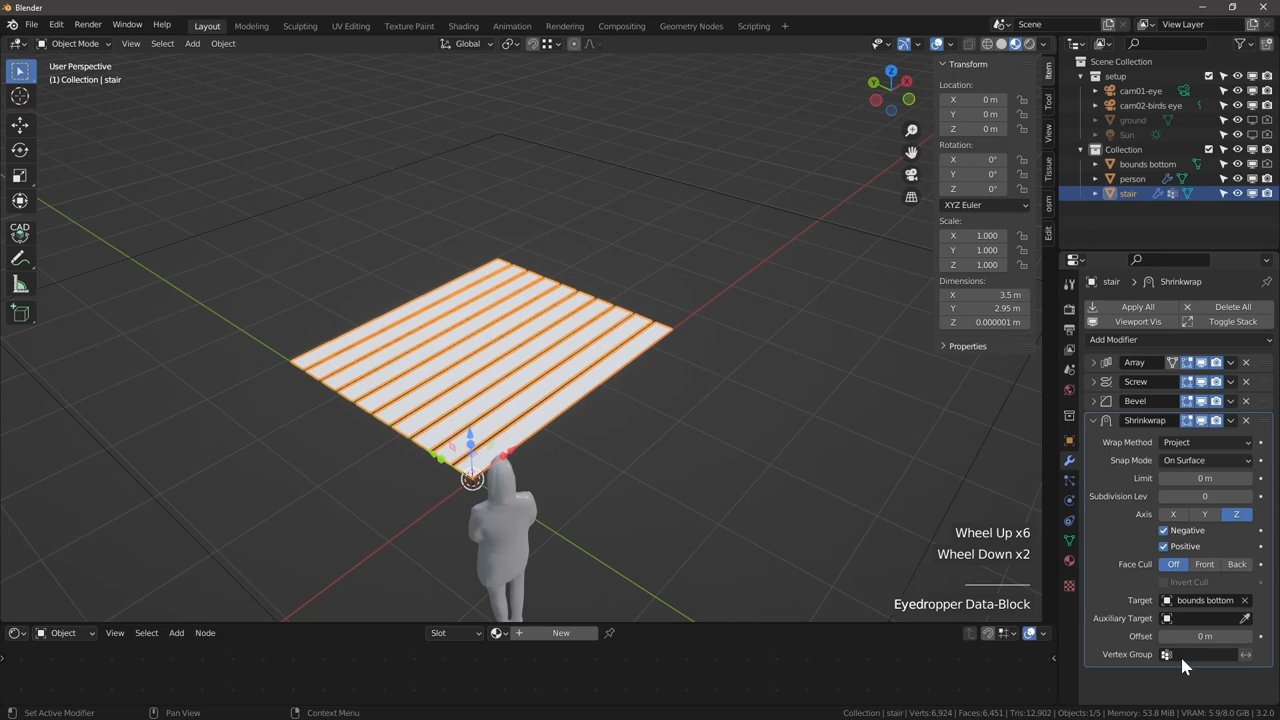 Blender
File Edit Render Window Help Layout Modeling Sculpting UV Editing Texture Paint Shading Animation Rendering Compositing Geometry Nodes Scripting + Scene View Layer
Object Mode View Select Add Object Global
User Perspective
(1) Collection | stair
Z
Y
X
Transform
Location:
X 0 m
Y 0 m
Z 0 m
Rotation:
X 0°
Y 0°
Z 0°
XYZ Euler
Scale:
X 1.000
Y 1.000
Z 1.000
Dimensions:
X 3.5 m
Y 2.95 m
Z 0.000001 m
Properties
Item
Tool
View
Tissue
osm
Edit
CAD
Wheel Up x6
Wheel Down x2
Eyedropper Data-Block
Scene Collection
setup
cam01-eye
cam02-birds eye
ground
Sun
Collection
bounds bottom
person
stair
stair > Shrinkwrap
Apply All Delete All
Viewport Vis Toggle Stack
Add Modifier
Array
Screw
Bevel
Shrinkwrap
Wrap Method Project
Snap Mode On Surface
Limit 0 m
Subdivision Lev 0
Axis X Y Z
Negative
Positive
Face Cull Off Front Back
Invert Cull
Target bounds bottom
Auxiliary Target
Offset 0 m
Vertex Group
Object View Select Add Node Slot New
Set Active Modifier Pan View Context Menu Collection | stair | Verts:6,924 | Faces:6,451 | Tris:12,902 | Objects:1/5 | Memory: 53.8 MiB | VRAM: 5.9/8.0 GiB | 3.2.0